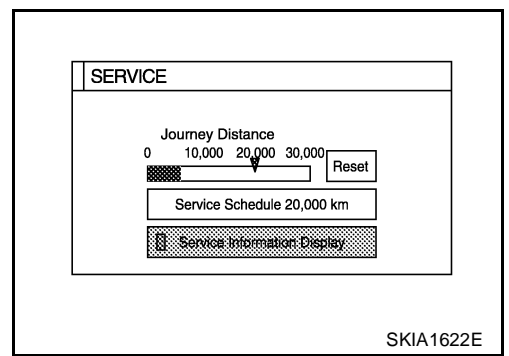 SERVICE
Journey Distance
0 10,000 20,000 30,000
Reset
Service Schedule 20,000 km
Service Information Display
SKIA1622E